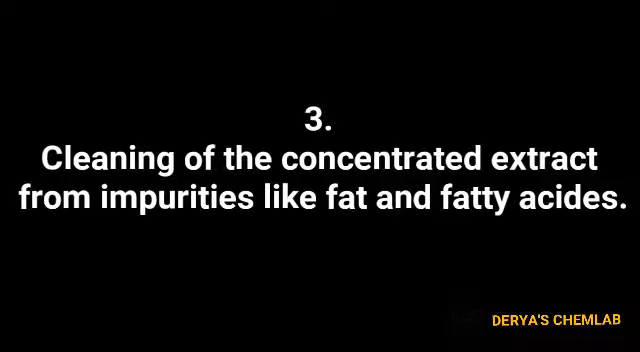 3.
Cleaning of the concentrated extract
from impurities like fat and fatty acides.
DERYA'S CHEMLAB